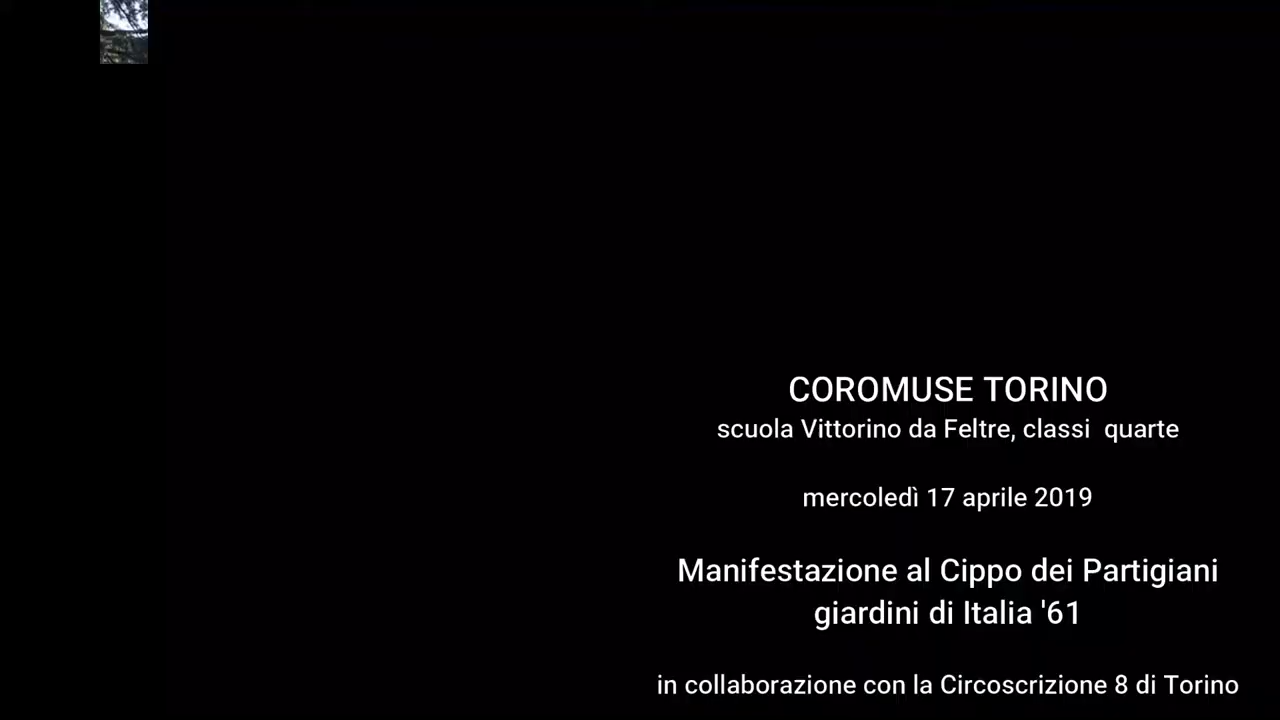 COROMUSE TORINO
scuola Vittorino da Feltre, classi  quarte
mercoledì 17 aprile 2019
Manifestazione al Cippo dei Partigiani
giardini di Italia '61
in collaborazione con la Circoscrizione 8 di Torino